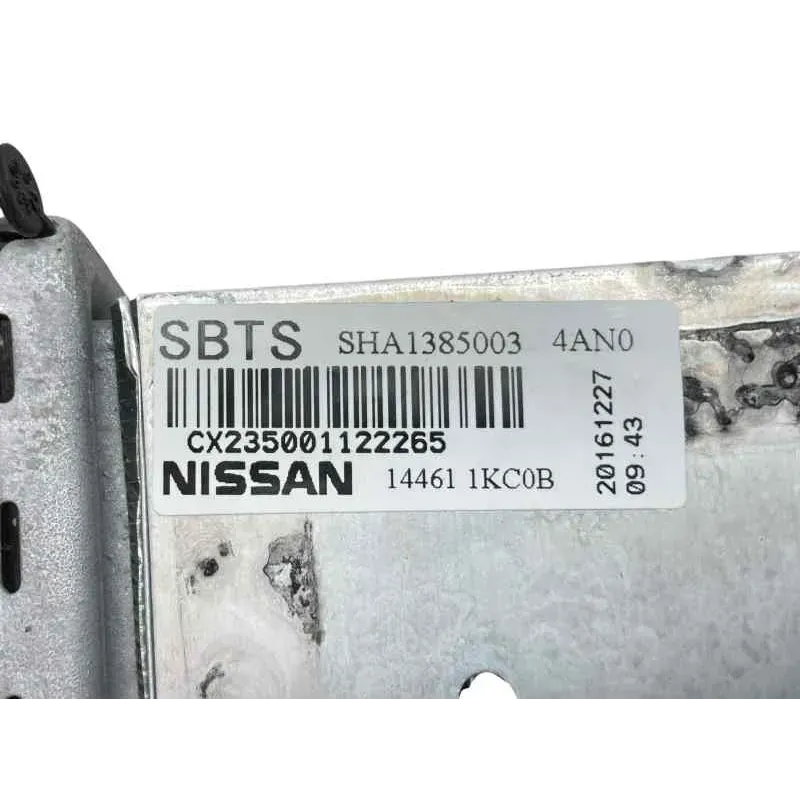 SBTS SHA1385003 4AN0
CX235001122265
NISSAN 14461 1KC0B
20161227
09:43